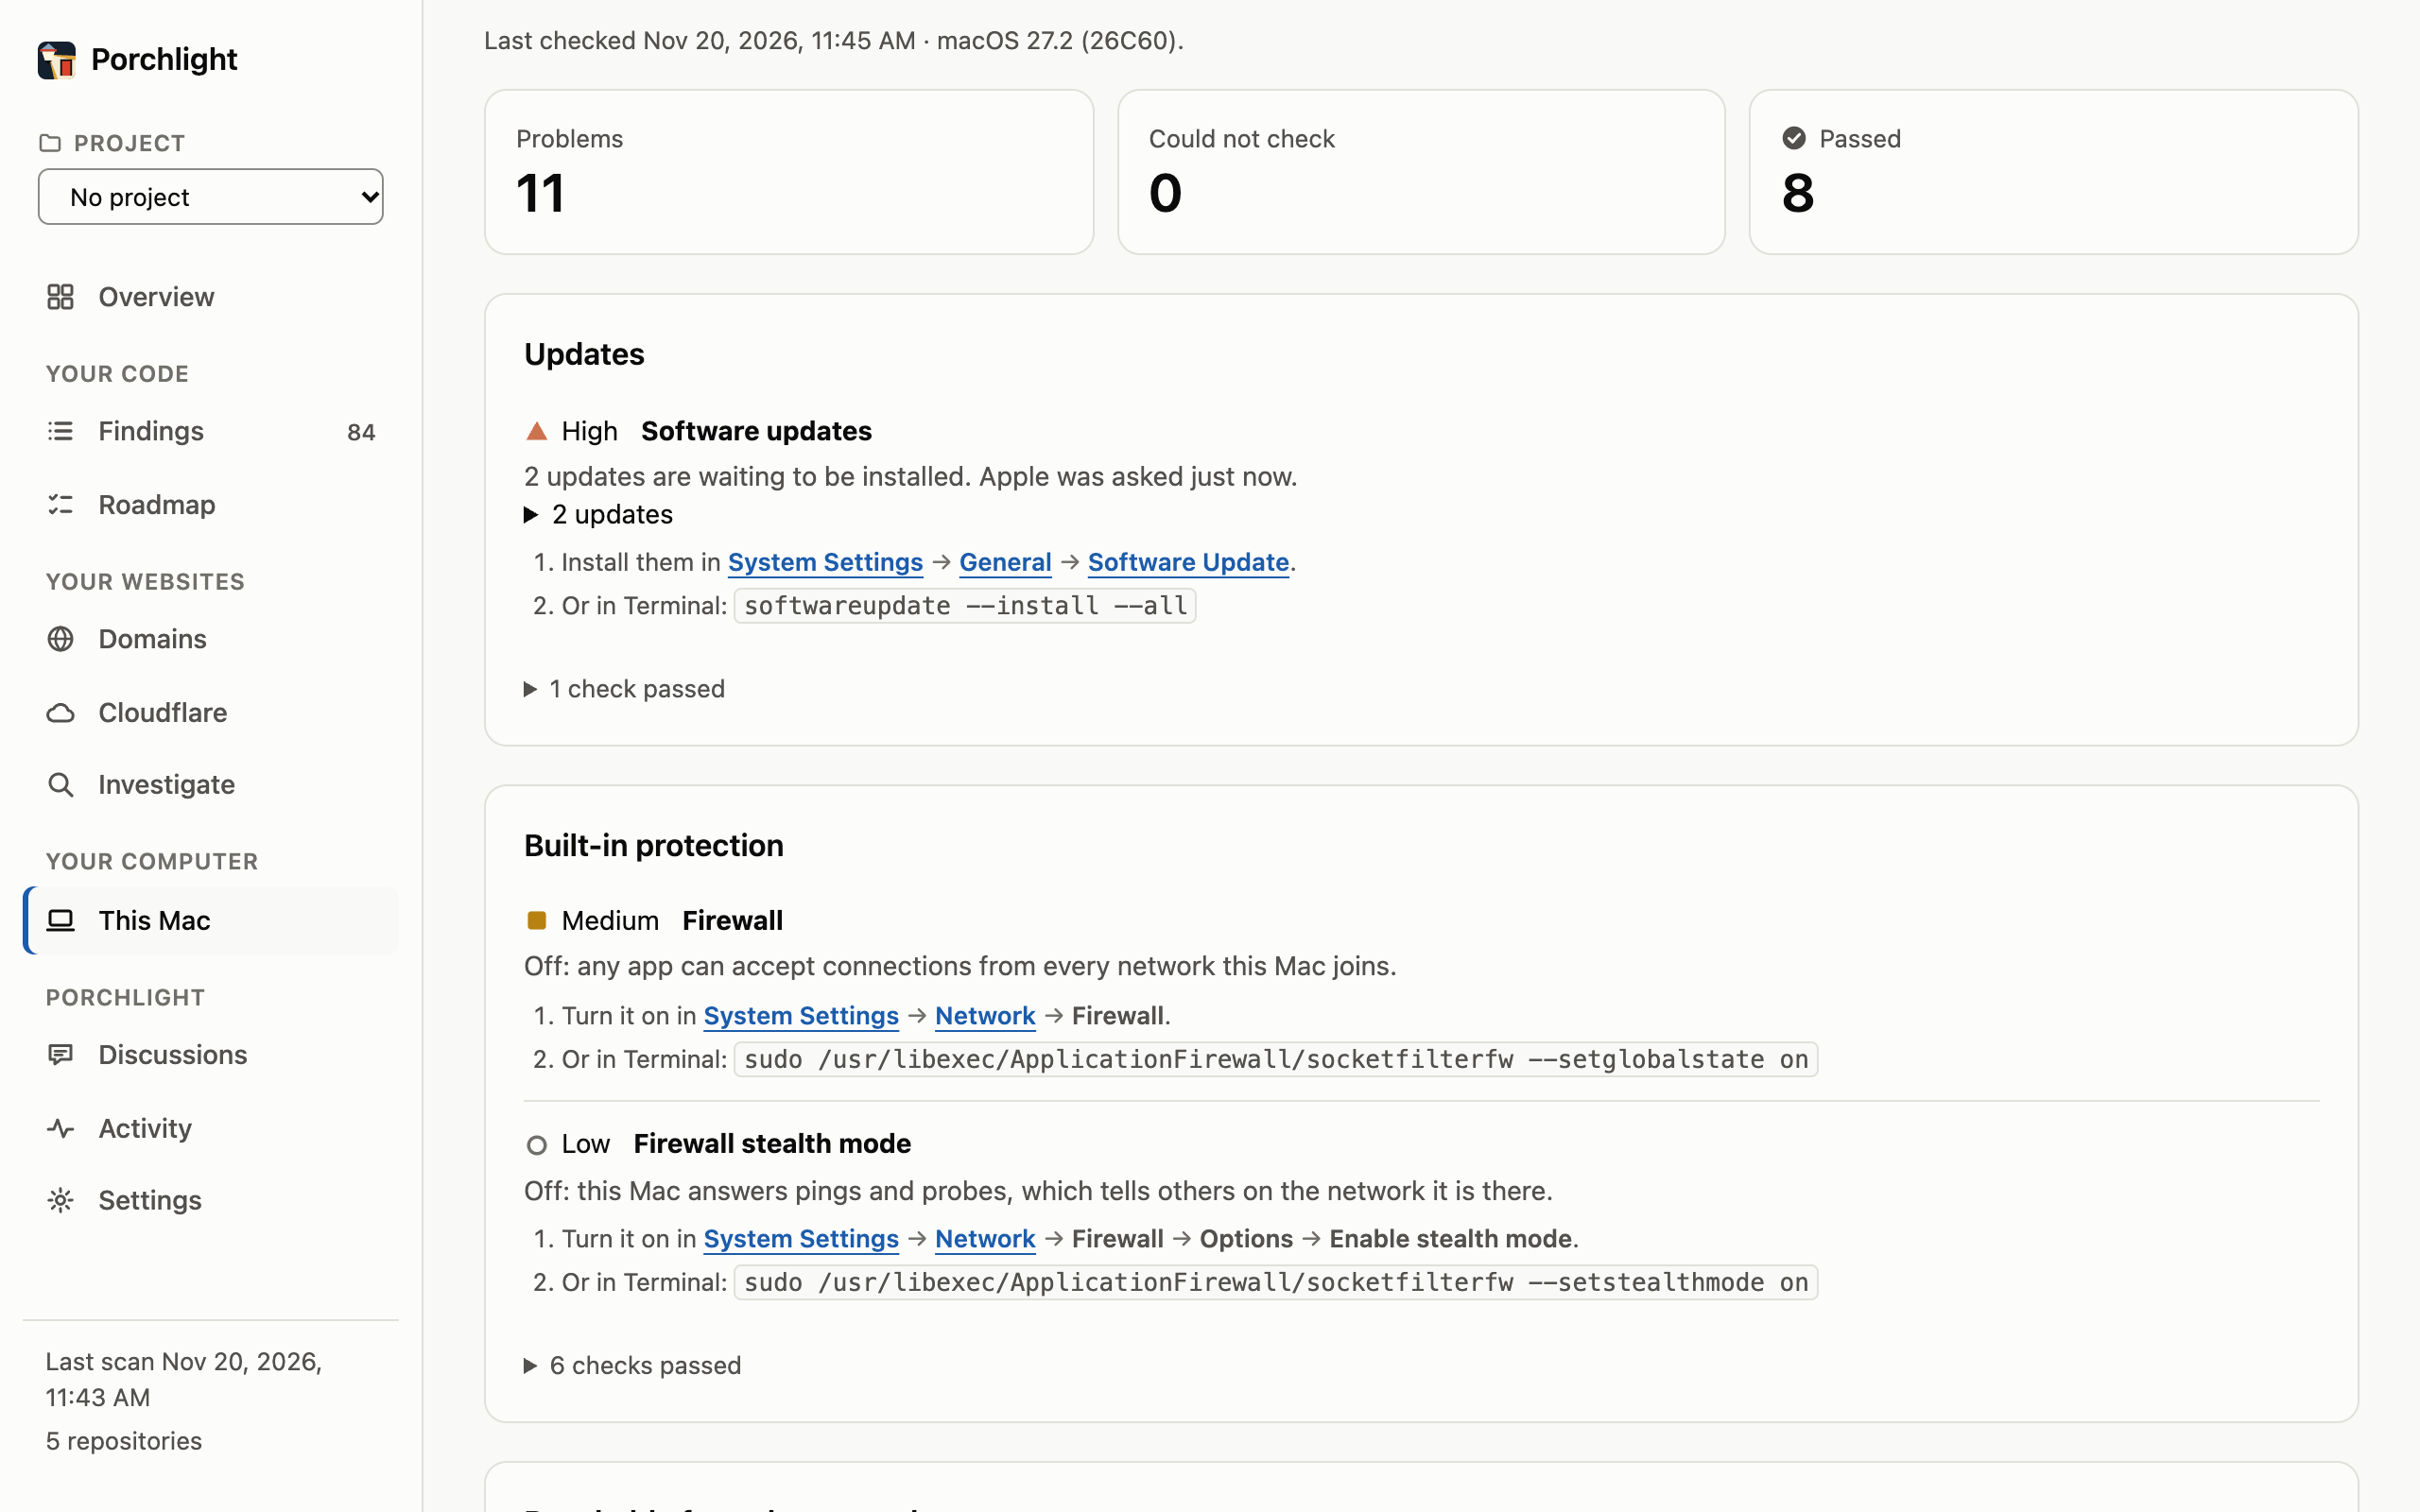 Porchlight
PROJECT
No project
Overview
YOUR CODE
Findings 84
Roadmap
YOUR WEBSITES
Domains
Cloudflare
Investigate
YOUR COMPUTER
This Mac
PORCHLIGHT
Discussions
Activity
Settings
Last scan Nov 20, 2026,
11:43 AM
5 repositories
Last checked Nov 20, 2026, 11:45 AM · macOS 27.2 (26C60).
Problems
11
Could not check
0
Passed
8
Updates
High Software updates
2 updates are waiting to be installed. Apple was asked just now.
2 updates
1. Install them in System Settings → General → Software Update.
2. Or in Terminal: softwareupdate --install --all
1 check passed
Built-in protection
Medium Firewall
Off: any app can accept connections from every network this Mac joins.
1. Turn it on in System Settings → Network → Firewall.
2. Or in Terminal: sudo /usr/libexec/ApplicationFirewall/socketfilterfw --setglobalstate on
Low Firewall stealth mode
Off: this Mac answers pings and probes, which tells others on the network it is there.
1. Turn it on in System Settings → Network → Firewall → Options → Enable stealth mode.
2. Or in Terminal: sudo /usr/libexec/ApplicationFirewall/socketfilterfw --setstealthmode on
6 checks passed